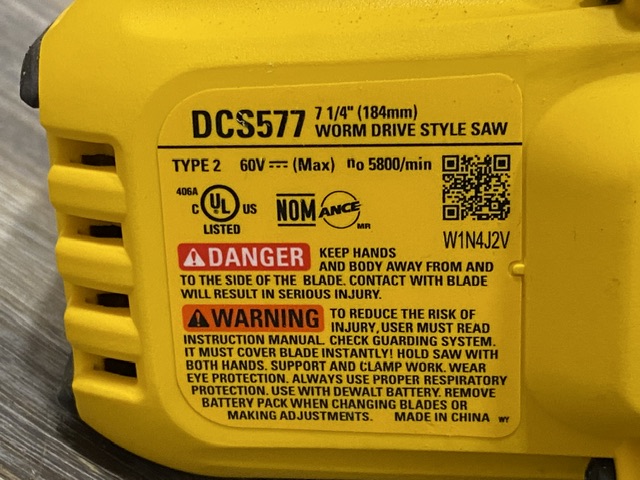 DCS577 7 1/4" (184mm)
WORM DRIVE STYLE SAW
TYPE 2 60V⎓ (Max) no 5800/min
406A
C UL US
LISTED
NOM ANCE
MR
W1N4J2V
DANGER KEEP HANDS
AND BODY AWAY FROM AND
TO THE SIDE OF THE BLADE. CONTACT WITH BLADE
WILL RESULT IN SERIOUS INJURY.
WARNING TO REDUCE THE RISK OF
INJURY, USER MUST READ
INSTRUCTION MANUAL. CHECK GUARDING SYSTEM.
IT MUST COVER BLADE INSTANTLY! HOLD SAW WITH
BOTH HANDS. SUPPORT AND CLAMP WORK. WEAR
EYE PROTECTION. ALWAYS USE PROPER RESPIRATORY
PROTECTION. USE WITH DEWALT BATTERY. REMOVE
BATTERY PACK WHEN CHANGING BLADES OR
MAKING ADJUSTMENTS. MADE IN CHINA WY